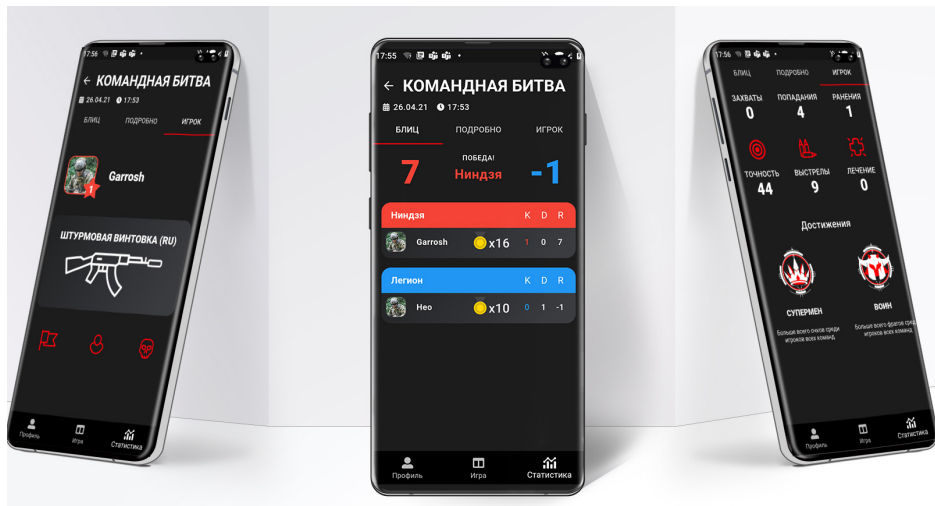 17:56
← КОМАНДНАЯ БИТВА
26.04.21 17:53
БЛИЦ ПОДРОБНО ИГРОК
1
Garrosh
ШТУРМОВАЯ ВИНТОВКА (RU)
Профиль Игра Статистика
17:55
← КОМАНДНАЯ БИТВА
26.04.21 17:53
БЛИЦ ПОДРОБНО ИГРОК
ПОБЕДА!
7 Ниндзя -1
Ниндзя K D R
Garrosh x16 1 0 7
Легион K D R
Нео x10 0 1 -1
Профиль Игра Статистика
17:56
БЛИЦ ПОДРОБНО ИГРОК
ЗАХВАТЫ ПОПАДАНИЯ РАНЕНИЯ
0 4 1
ТОЧНОСТЬ ВЫСТРЕЛЫ ЛЕЧЕНИЕ
44 9 0
Достижения
СУПЕРМЕН ВОИН
Больше всего очков среди Больше всего фрагов сред
игроков всех команд игроков всех команд
Профиль Игра Статистика